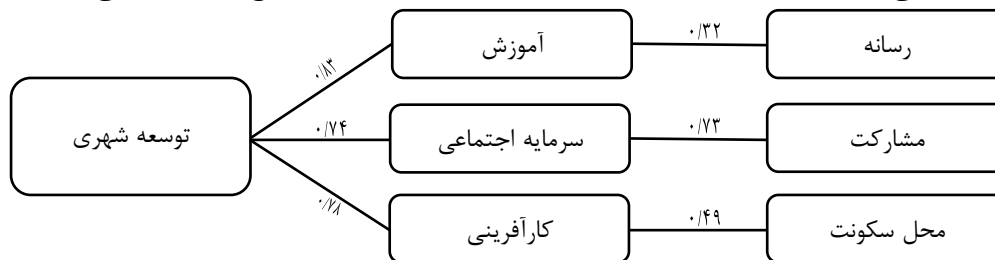 رسانه
۰/۳۲
آموزش
۰/۸۳
مشارکت
۰/۷۳
سرمایه اجتماعی
۰/۷۴
توسعه شهری
محل سکونت
۰/۴۹
کارآفرینی
۰/۷۸